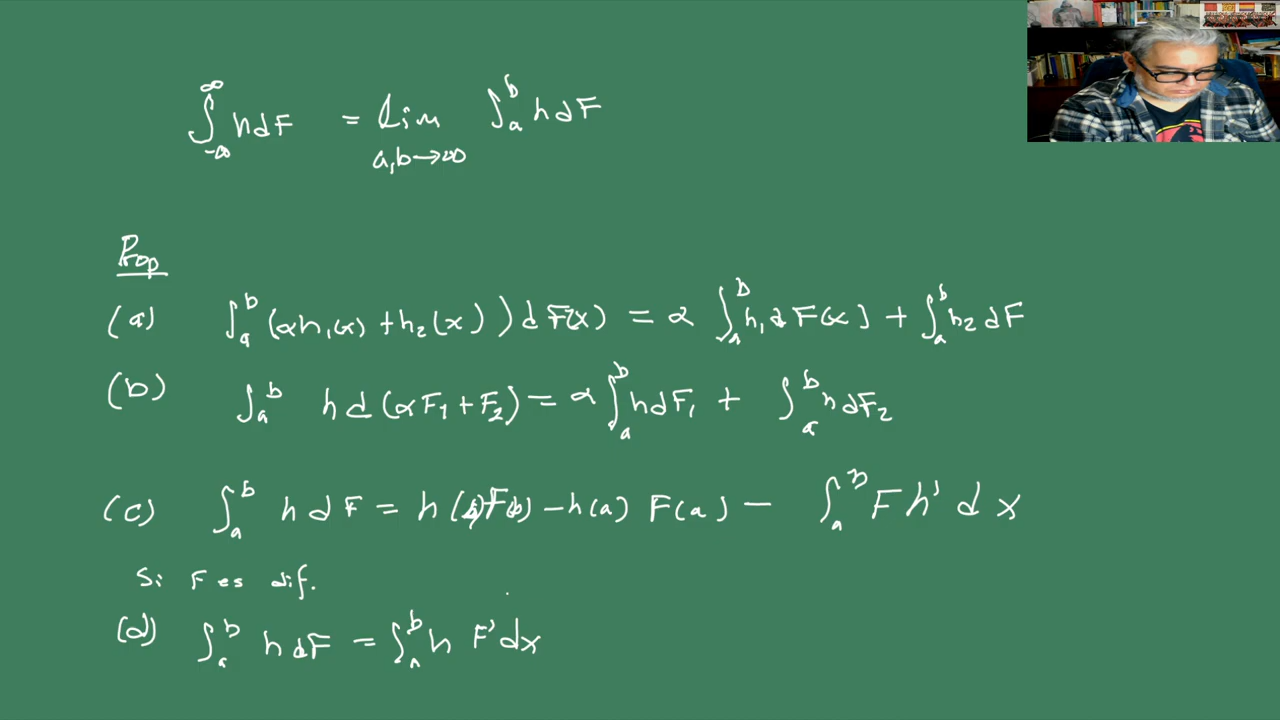 ∫_{-∞}^{∞} h dF = Lim_{a,b→∞} ∫_a^b h dF
Prop
(a) ∫_a^b (αh₁(x) + h₂(x)) dF(x) = α ∫_a^b h₁ dF(x) + ∫_a^b h₂ dF
(b) ∫_a^b h d(αF₁ + F₂) = α ∫_a^b h dF₁ + ∫_a^b h dF₂
(c) ∫_a^b h dF = h(b)F(b) - h(a) F(a) - ∫_a^b F h' dx
Si F es dif.
(d) ∫_a^b h dF = ∫_a^b h F' dx